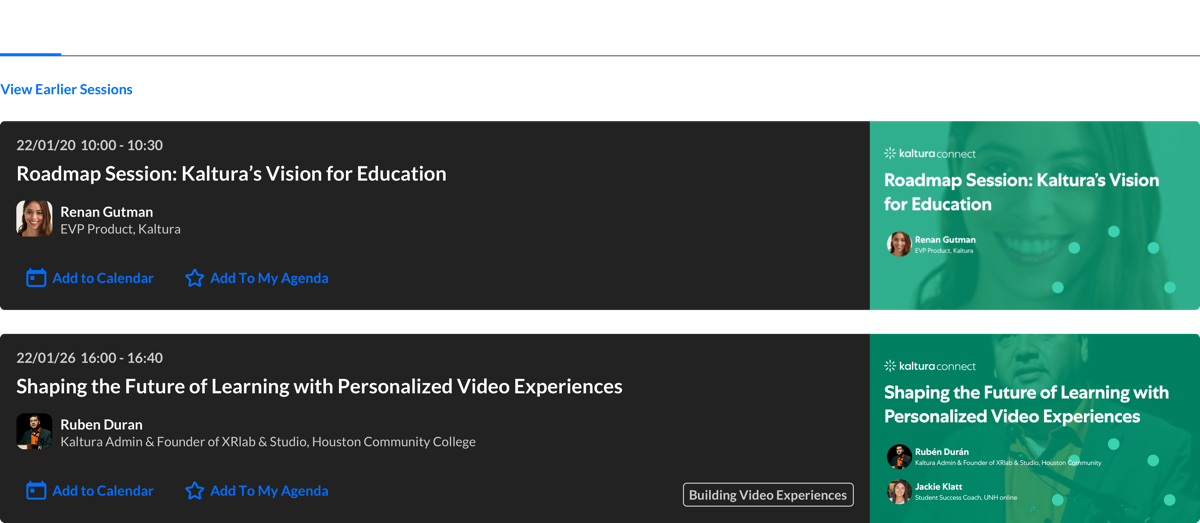 View Earlier Sessions
22/01/20 10:00 - 10:30
Roadmap Session: Kaltura’s Vision for Education
Renan Gutman
EVP Product, Kaltura
Add to Calendar
Add To My Agenda
kaltura connect
Roadmap Session: Kaltura’s Vision
for Education
Renan Gutman
EVP Product, Kaltura
22/01/26 16:00 - 16:40
Shaping the Future of Learning with Personalized Video Experiences
Ruben Duran
Kaltura Admin & Founder of XRlab & Studio, Houston Community College
Add to Calendar
Add To My Agenda
Building Video Experiences
kaltura connect
Shaping the Future of Learning with
Personalized Video Experiences
Rubén Durán
Kaltura Admin & Founder of XRlab & Studio, Houston Community
Jackie Klatt
Student Success Coach, UNH online